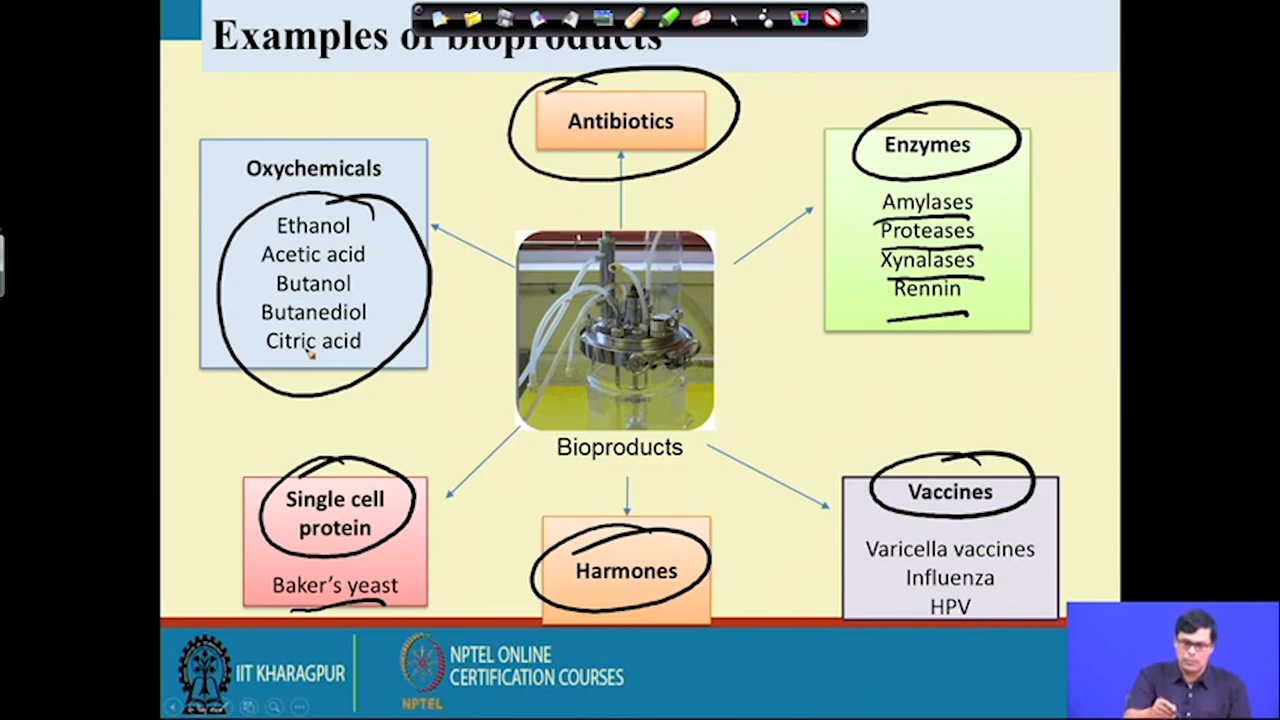 Examples of bioproducts
Antibiotics
Oxychemicals
Ethanol
Acetic acid
Butanol
Butanediol
Citric acid
Enzymes
Amylases
Proteases
Xynalases
Rennin
Bioproducts
Single cell
protein
Baker's yeast
Harmones
Vaccines
Varicella vaccines
Influenza
HPV
IIT KHARAGPUR
NPTEL
NPTEL ONLINE
CERTIFICATION COURSES